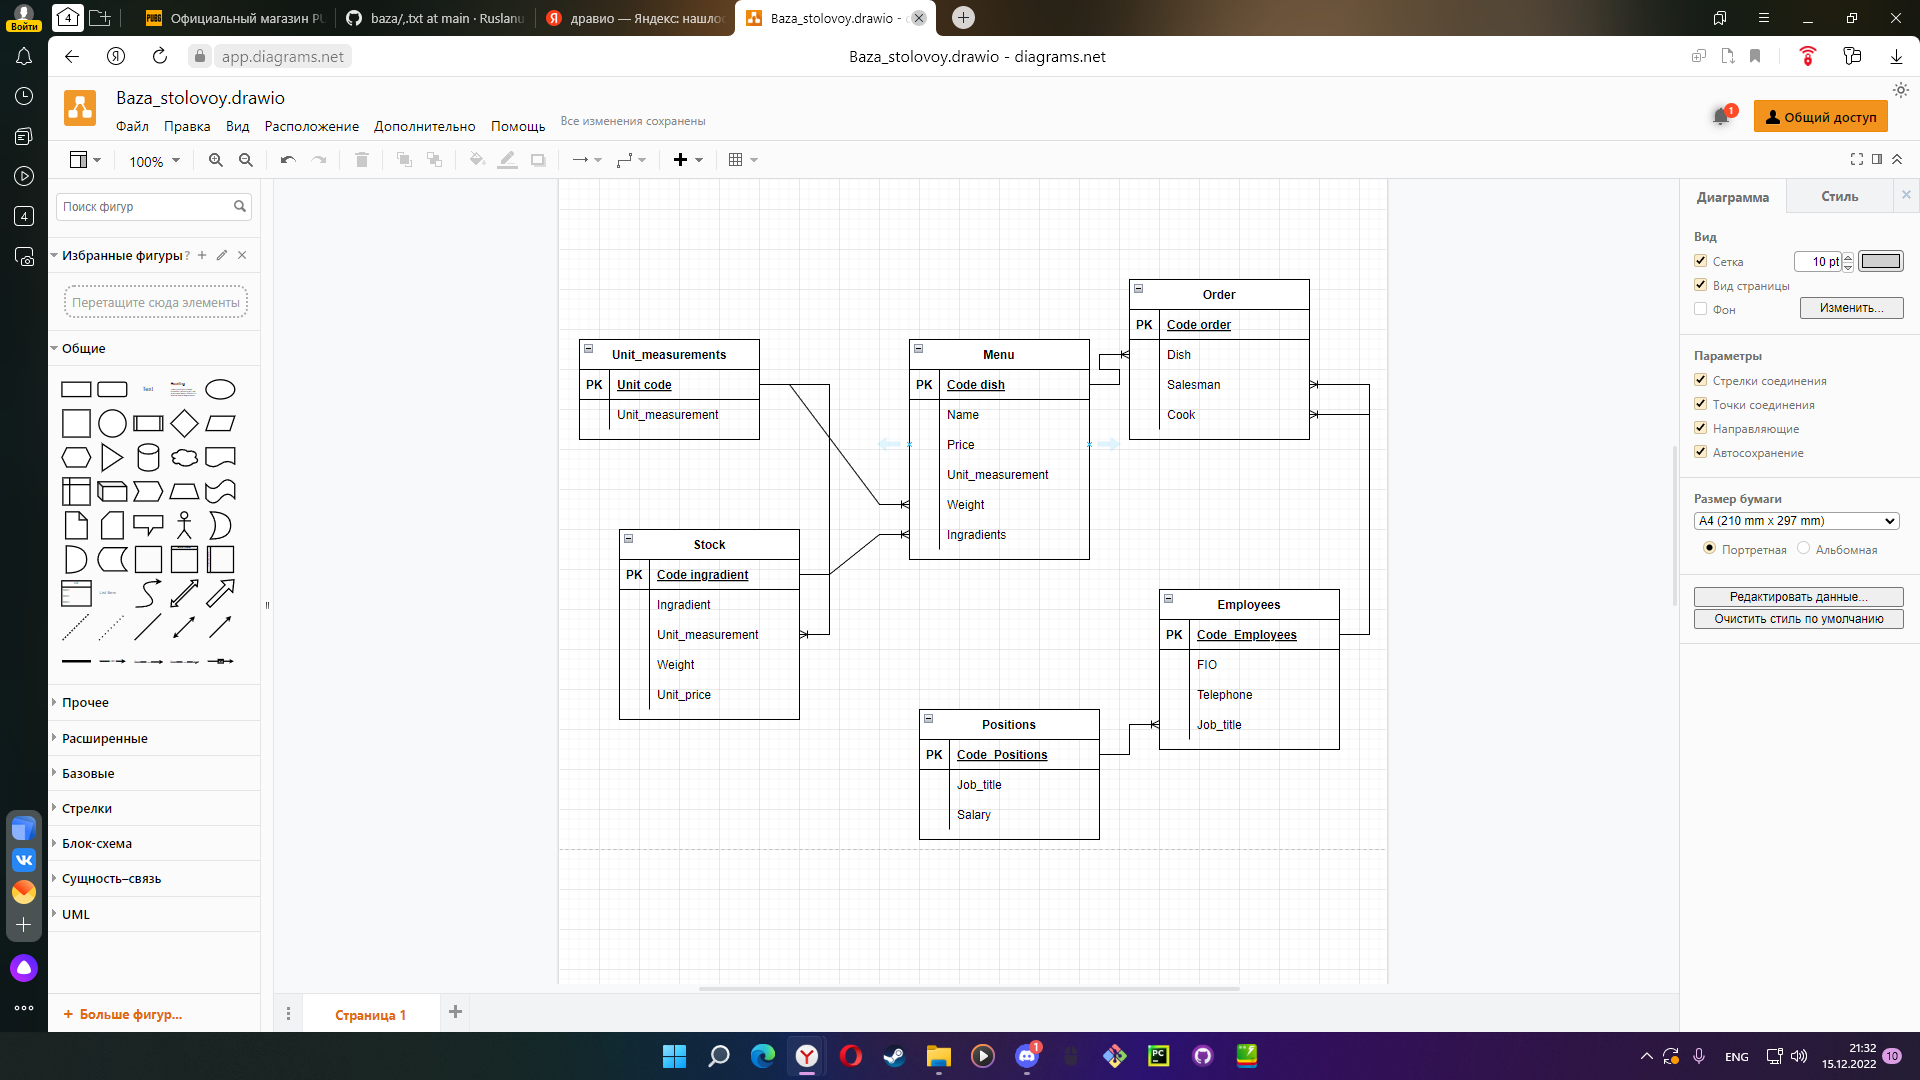 Войти
Официальный магазин PU
baza/,.txt at main · Ruslanu
дравио — Яндекс: нашлос
Baza_stolovoy.drawio -
app.diagrams.net
Baza_stolovoy.drawio - diagrams.net
Baza_stolovoy.drawio
Файл Правка Вид Расположение Дополнительно Помощь
Все изменения сохранены
1
Общий доступ
100%
4
Поиск фигур
Избранные фигуры ?
Перетащите сюда элементы
Общие
Text
Heading
List Item
Прочее
Расширенные
Базовые
Стрелки
Блок-схема
Сущность–связь
UML
+ Больше фигур...
Unit_measurements
PK Unit code
Unit_measurement
Stock
PK Code ingradient
Ingradient
Unit_measurement
Weight
Unit_price
Menu
PK Code dish
Name
Price
Unit_measurement
Weight
Ingradients
Order
PK Code order
Dish
Salesman
Cook
Employees
PK Code_Employees
FIO
Telephone
Job_title
Positions
PK Code_Positions
Job_title
Salary
Диаграмма
Стиль
Вид
Сетка
10 pt
Вид страницы
Фон
Изменить...
Параметры
Стрелки соединения
Точки соединения
Направляющие
Автосохранение
Размер бумаги
A4 (210 mm x 297 mm)
Портретная
Альбомная
Редактировать данные...
Очистить стиль по умолчанию
Страница 1
1
ENG
21:32
15.12.2022
10